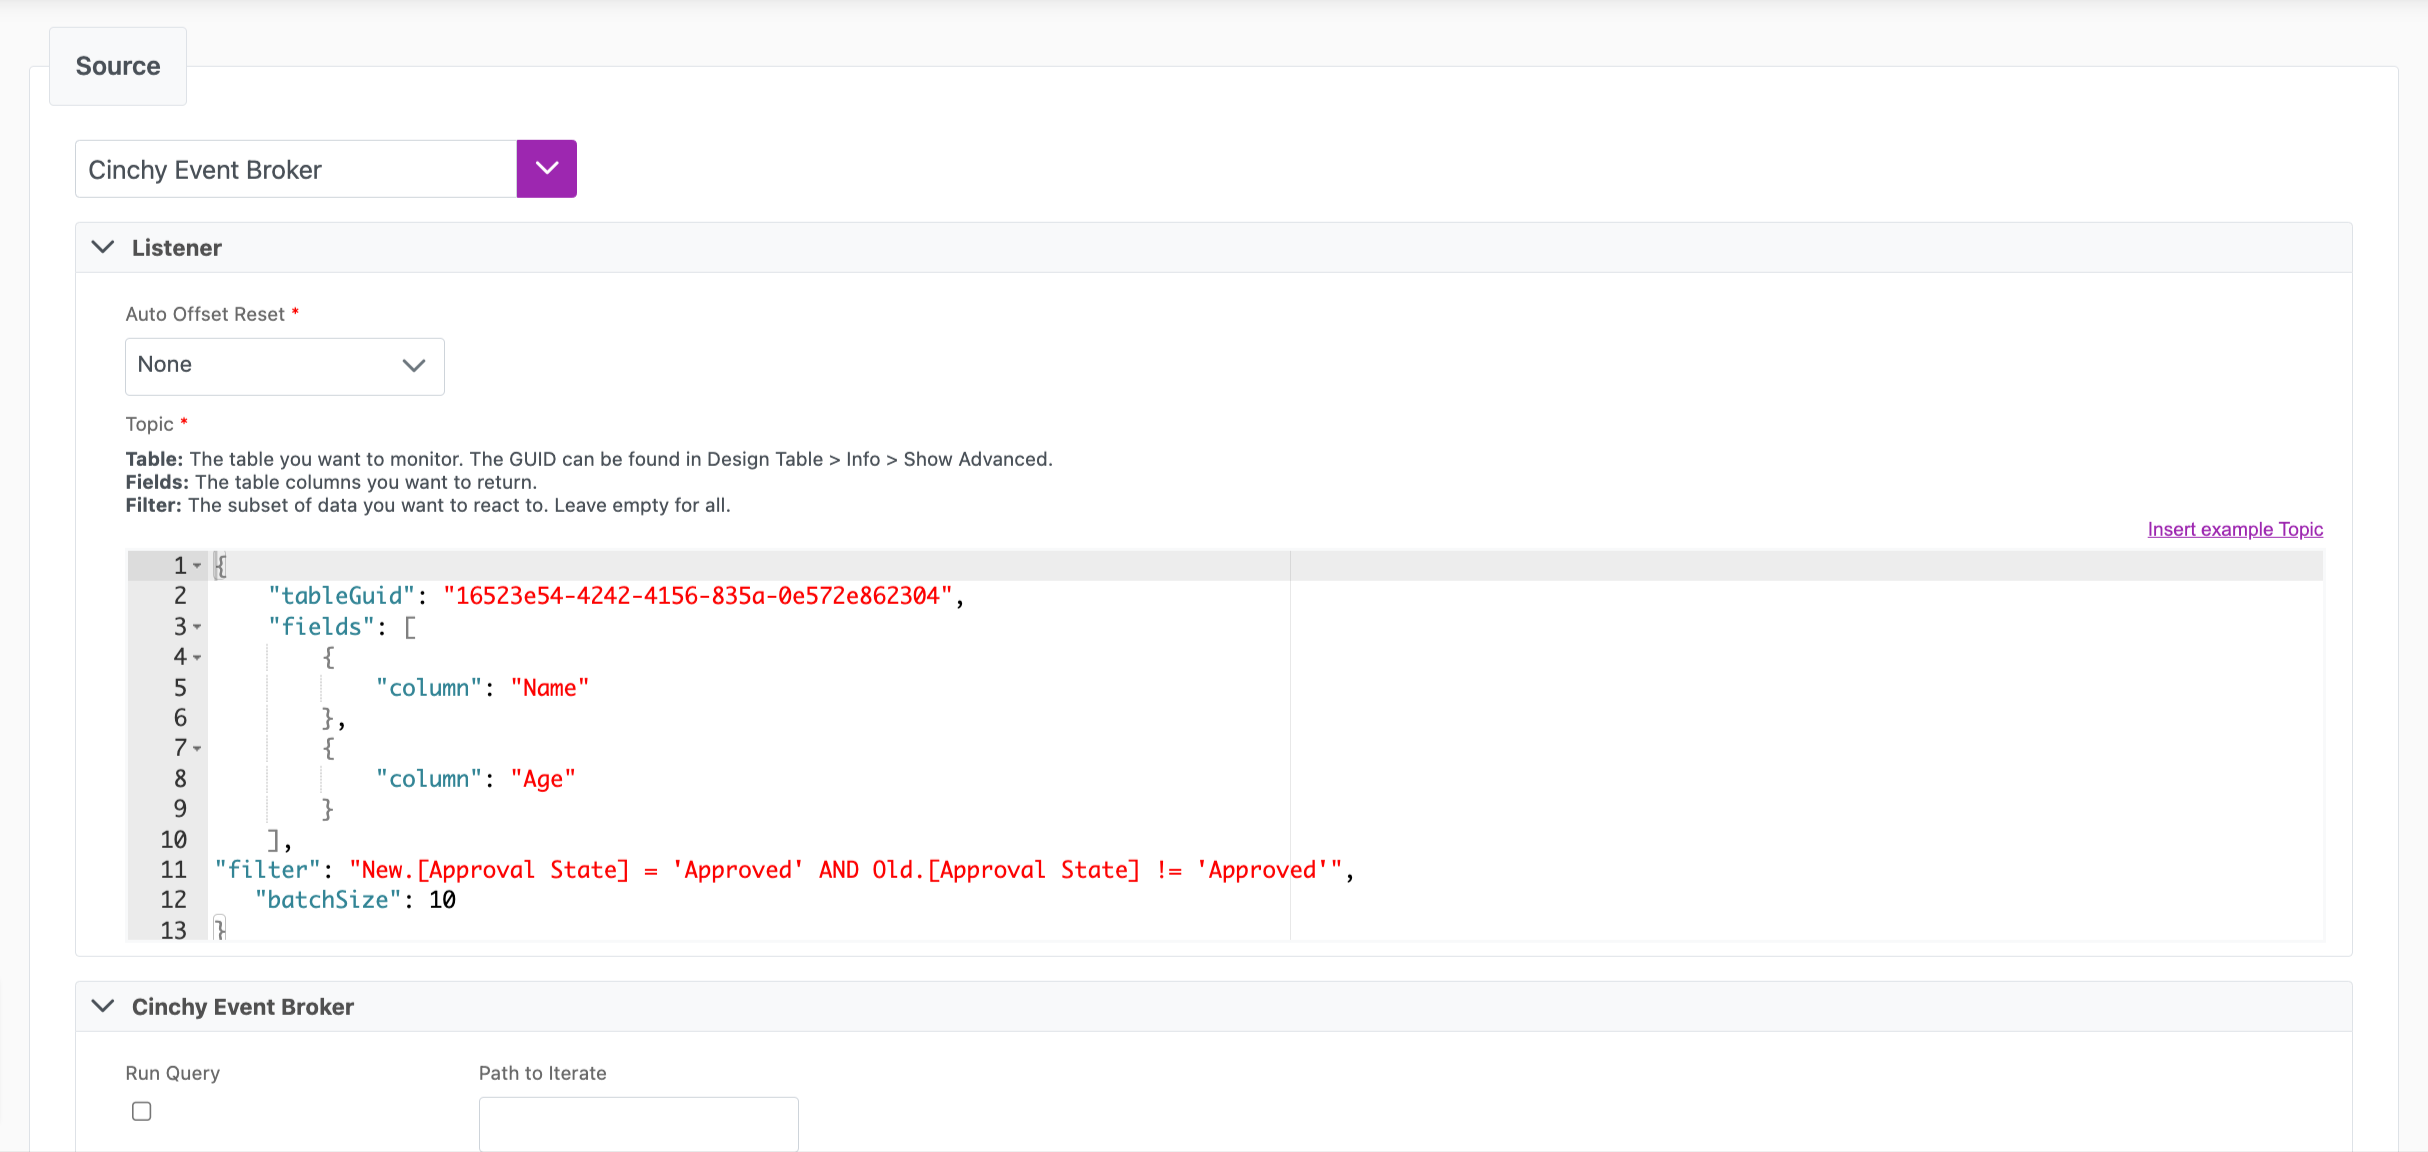 Source
Cinchy Event Broker
Listener
Auto Offset Reset *
None
Topic *
Table: The table you want to monitor. The GUID can be found in Design Table > Info > Show Advanced.
Fields: The table columns you want to return.
Filter: The subset of data you want to react to. Leave empty for all.
Insert example Topic
1 {
2 "tableGuid": "16523e54-4242-4156-835a-0e572e862304",
3 "fields": [
4 {
5 "column": "Name"
6 },
7 {
8 "column": "Age"
9 }
10 ],
11 "filter": "New.[Approval State] = 'Approved' AND Old.[Approval State] != 'Approved'",
12 "batchSize": 10
13 }
Cinchy Event Broker
Run Query Path to Iterate